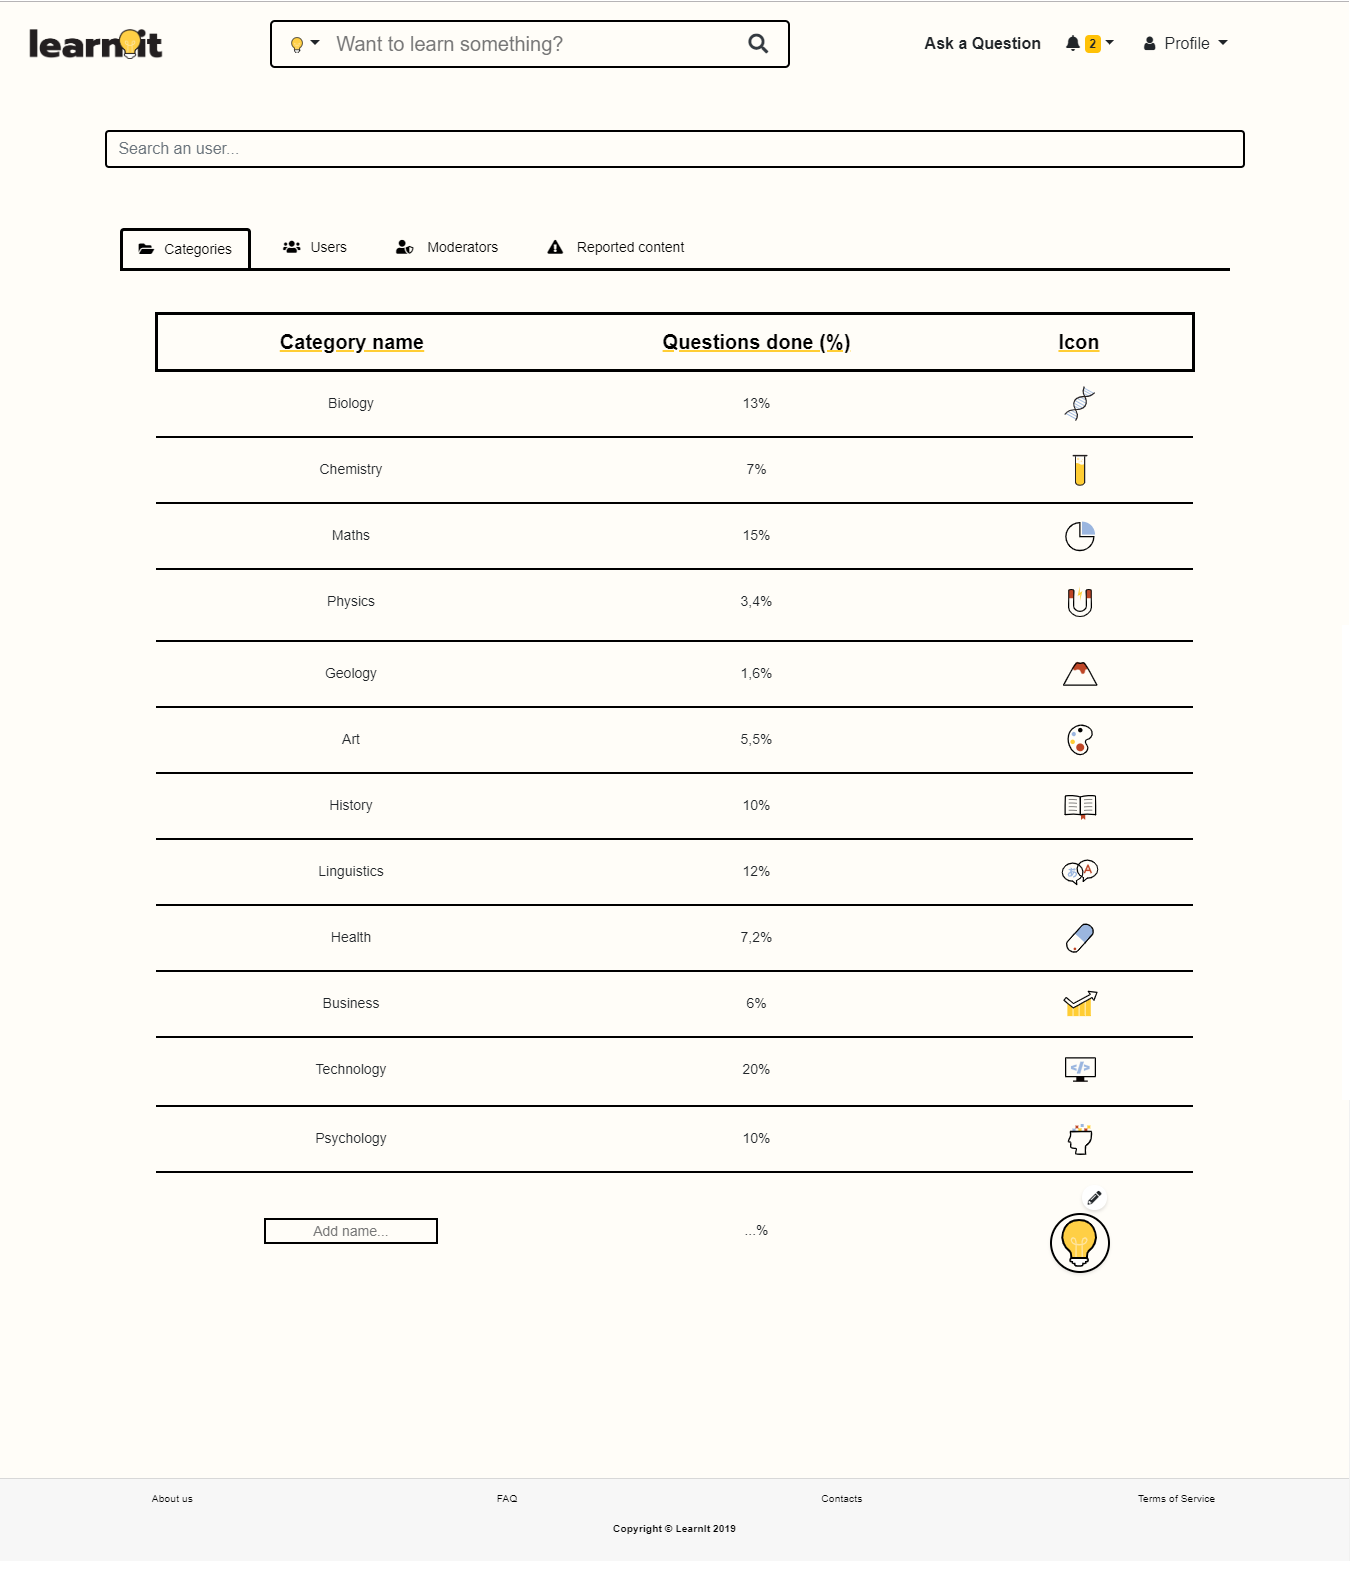 learnit
Want to learn something?
Ask a Question
2
Profile
Search an user...
Categories
Users
Moderators
Reported content
Category name Questions done (%) Icon
Biology 13%
Chemistry 7%
Maths 15%
Physics 3,4%
Geology 1,6%
Art 5,5%
History 10%
Linguistics 12% あ A
Health 7,2%
Business 6%
Technology 20% </>
Psychology 10%
Add name... ...%
About us FAQ Contacts Terms of Service
Copyright © LearnIt 2019